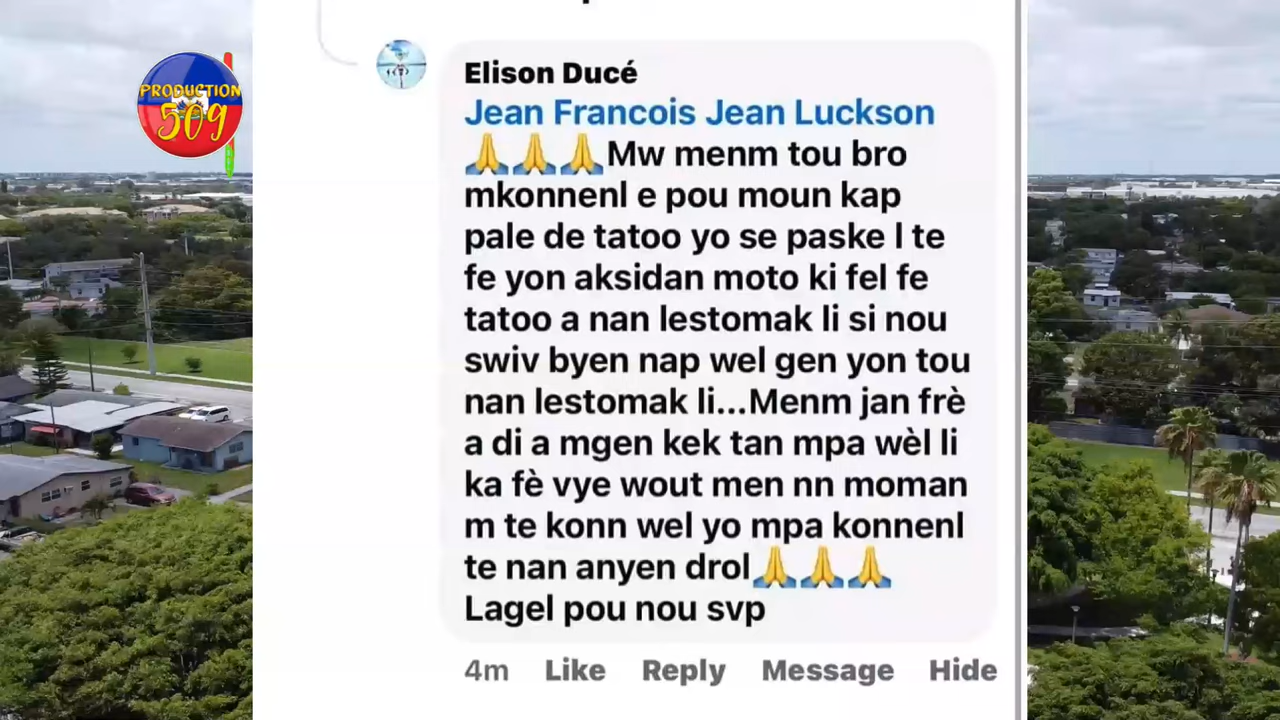 PRODUCTION
509
Elison Ducé
Jean Francois Jean Luckson
🙏🙏🙏Mw menm tou bro
mkonnenl e pou moun kap
pale de tatoo yo se paske l te
fe yon aksidan moto ki fel fe
tatoo a nan lestomak li si nou
swiv byen nap wel gen yon tou
nan lestomak li...Menm jan frè
a di a mgen kek tan mpa wèl li
ka fè vye wout men nn moman
m te konn wel yo mpa konnenl
te nan anyen drol🙏🙏🙏
Lagel pou nou svp
4m Like Reply Message Hide